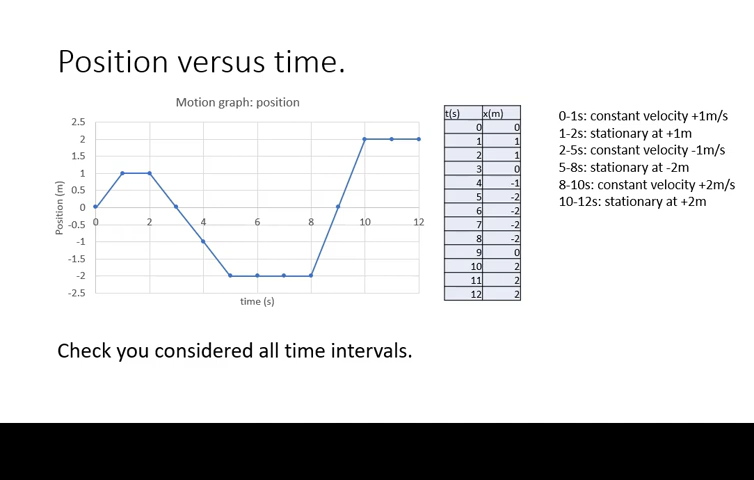 Position versus time.
Motion graph: position
2.5
2
1.5
1
0.5
0
-0.5
-1
-1.5
-2
-2.5
Position (m)
0 2 4 6 8 10 12
time (s)
t(s) x(m)
0 0
1 1
2 1
3 0
4 -1
5 -2
6 -2
7 -2
8 -2
9 0
10 2
11 2
12 2
0-1s: constant velocity +1m/s
1-2s: stationary at +1m
2-5s: constant velocity -1m/s
5-8s: stationary at -2m
8-10s: constant velocity +2m/s
10-12s: stationary at +2m
Check you considered all time intervals.